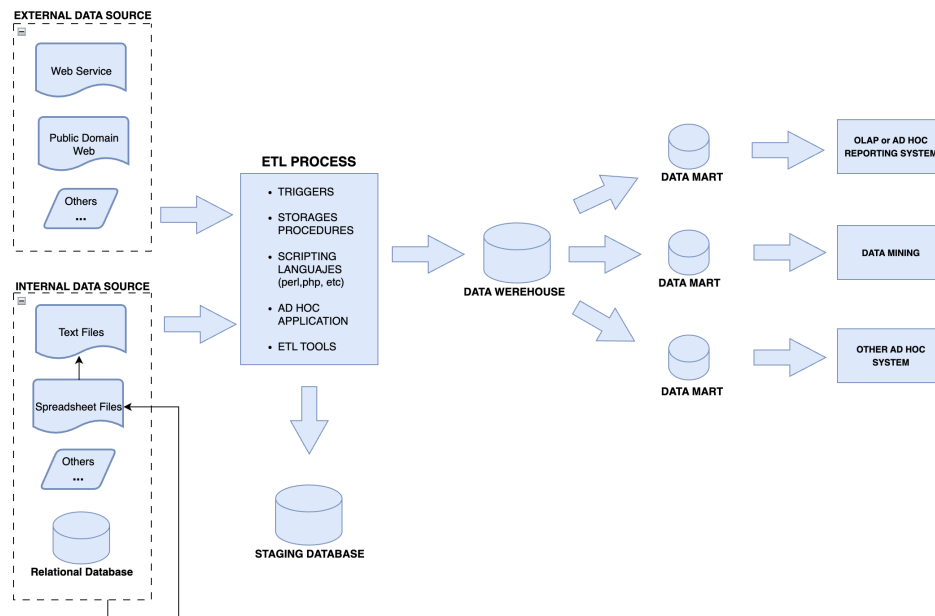 EXTERNAL DATA SOURCE
Web Service
Public Domain
Web
Others
...
INTERNAL DATA SOURCE
Text Files
Spreadsheet Files
Others
...
Relational Database
ETL PROCESS
• TRIGGERS
• STORAGES
PROCEDURES
• SCRIPTING
LANGUAJES
(perl,php, etc)
• AD HOC
APPLICATION
• ETL TOOLS
STAGING DATABASE
DATA WEREHOUSE
DATA MART
DATA MART
DATA MART
OLAP or AD HOC
REPORTING SYSTEM
DATA MINING
OTHER AD HOC
SYSTEM